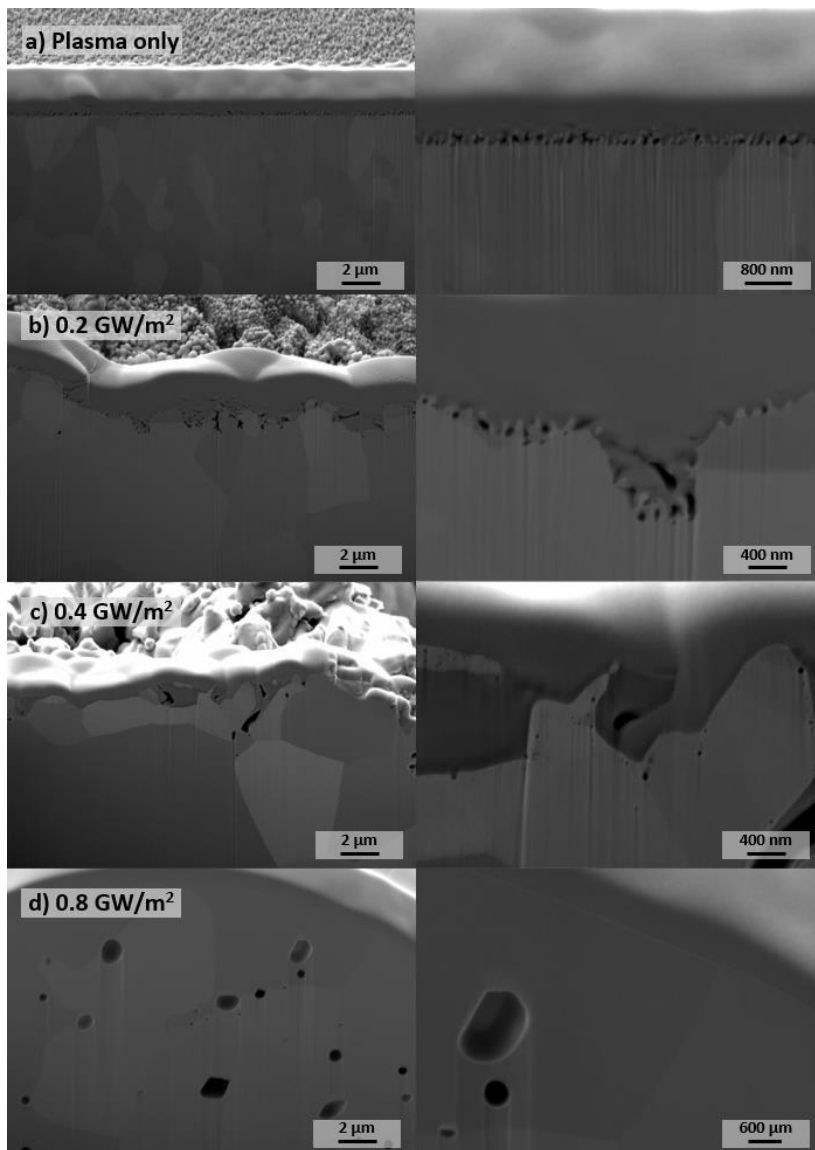 a) Plasma only
2 µm
800 nm
b) 0.2 GW/m²
2 µm
400 nm
c) 0.4 GW/m²
2 µm
400 nm
d) 0.8 GW/m²
2 µm
600 µm